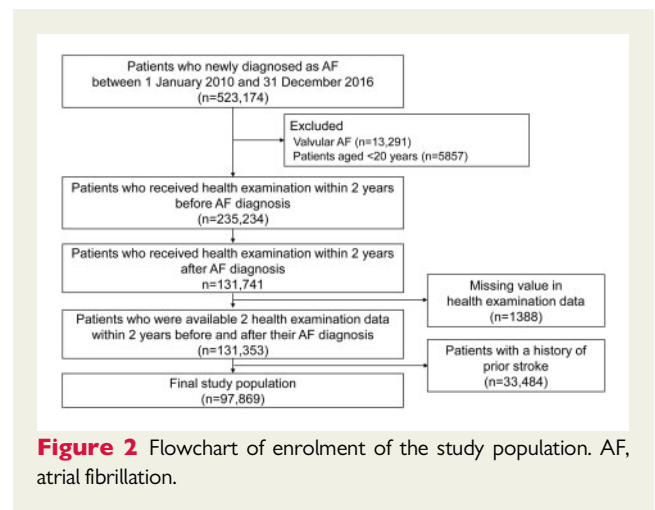 Patients who newly diagnosed as AF
between 1 January 2010 and 31 December 2016
(n=523,174)
Excluded
Valvular AF (n=13,291)
Patients aged <20 years (n=5857)
Patients who received health examination within 2 years
before AF diagnosis
(n=235,234)
Patients who received health examination within 2 years
after AF diagnosis
n=131,741
Missing value in
health examination data
(n=1388)
Patients who were available 2 health examination data
within 2 years before and after their AF diagnosis
(n=131,353)
Patients with a history of
prior stroke
(n=33,484)
Final study population
(n=97,869)
Figure 2 Flowchart of enrolment of the study population. AF,
atrial fibrillation.